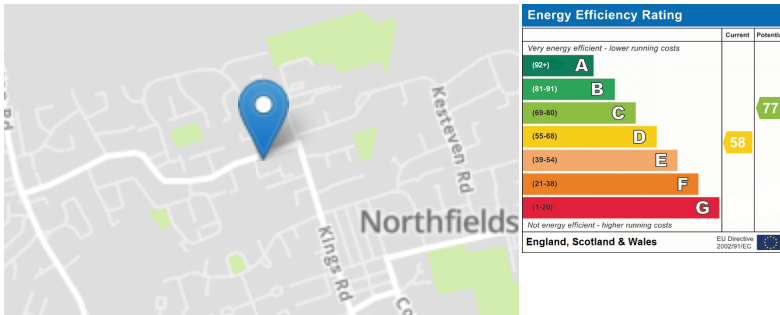 Rd
Kesteven Rd
Northfields
Kings Rd
Co
Energy Efficiency Rating
Current
Potenti
Very energy efficient - lower running costs
(92+) A
(81-91) B
(69-80) C
77
(55-68) D
58
(39-54) E
(21-38) F
(1-20) G
Not energy efficient - higher running costs
England, Scotland & Wales
EU Directive
2002/91/EC